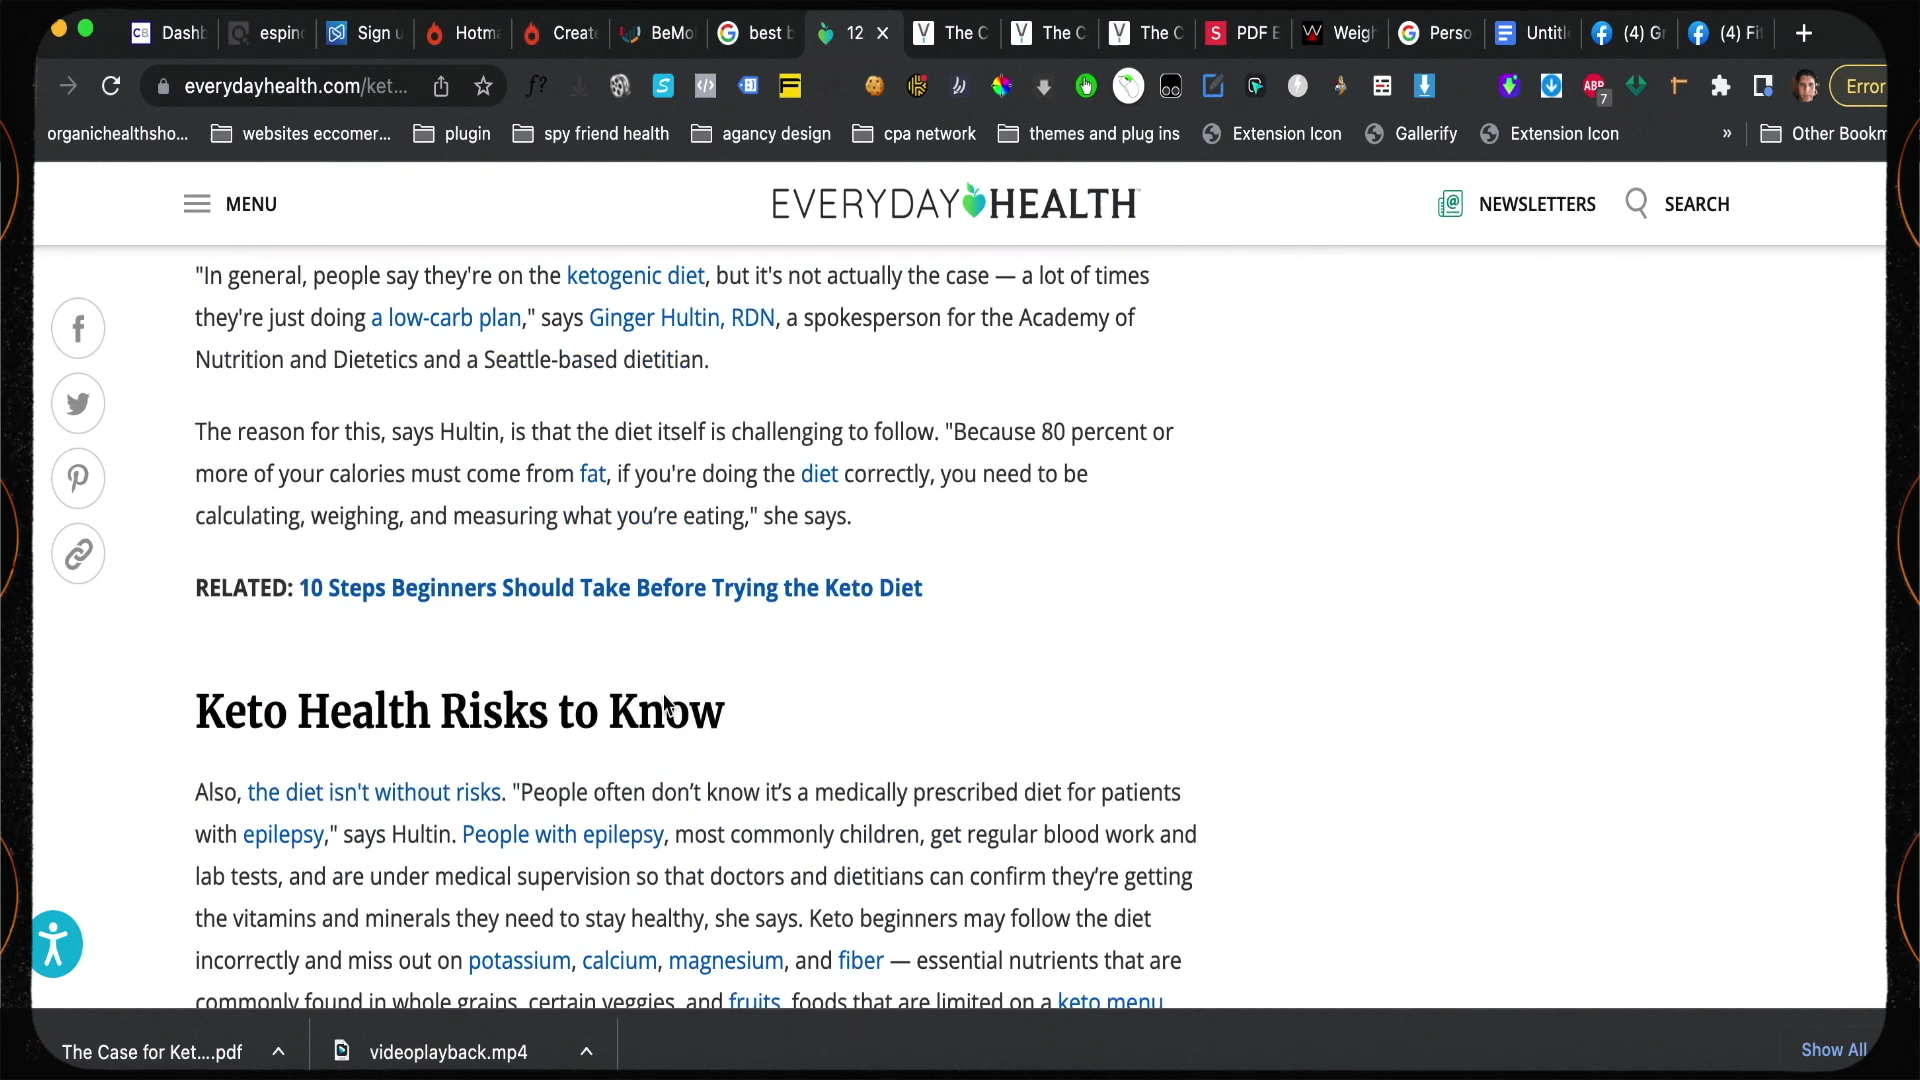 CB Dashb
espind
Sign u
Hotma
Create
BeMo
best b
12
The C
The C
The C
S PDF E
Weigh
Perso
Untitl
(4) Gr
(4) Fit
everydayhealth.com/ket...
f?
ABP
7
Error
organichealthsho...
websites eccomer...
plugin
spy friend health
agancy design
cpa network
themes and plug ins
Extension Icon
Gallerify
Extension Icon
»
Other Bookm
MENU
EVERYDAY HEALTH
NEWSLETTERS
SEARCH
"In general, people say they're on the ketogenic diet, but it's not actually the case — a lot of times
they're just doing a low-carb plan," says Ginger Hultin, RDN, a spokesperson for the Academy of
Nutrition and Dietetics and a Seattle-based dietitian.
The reason for this, says Hultin, is that the diet itself is challenging to follow. "Because 80 percent or
more of your calories must come from fat, if you're doing the diet correctly, you need to be
calculating, weighing, and measuring what you’re eating," she says.
RELATED: 10 Steps Beginners Should Take Before Trying the Keto Diet
Keto Health Risks to Know
Also, the diet isn't without risks. "People often don’t know it’s a medically prescribed diet for patients
with epilepsy," says Hultin. People with epilepsy, most commonly children, get regular blood work and
lab tests, and are under medical supervision so that doctors and dietitians can confirm they’re getting
the vitamins and minerals they need to stay healthy, she says. Keto beginners may follow the diet
incorrectly and miss out on potassium, calcium, magnesium, and fiber — essential nutrients that are
commonly found in whole grains, certain veggies, and fruits, foods that are limited on a keto menu
The Case for Ket....pdf
videoplayback.mp4
Show All